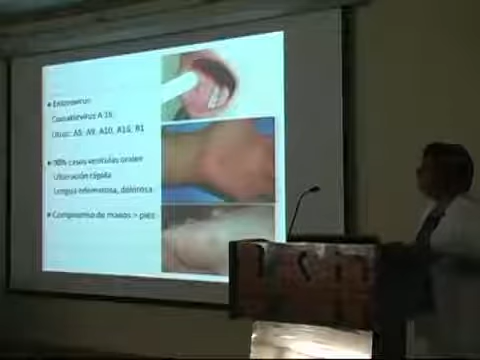 Enterovirus
Coxsackievirus A 16
Otros: A5, A9, A10, A16, B1
90% casos vesículas orales
Ulceración rápida
Lengua edematosa, dolorosa
Compromiso de manos > pies